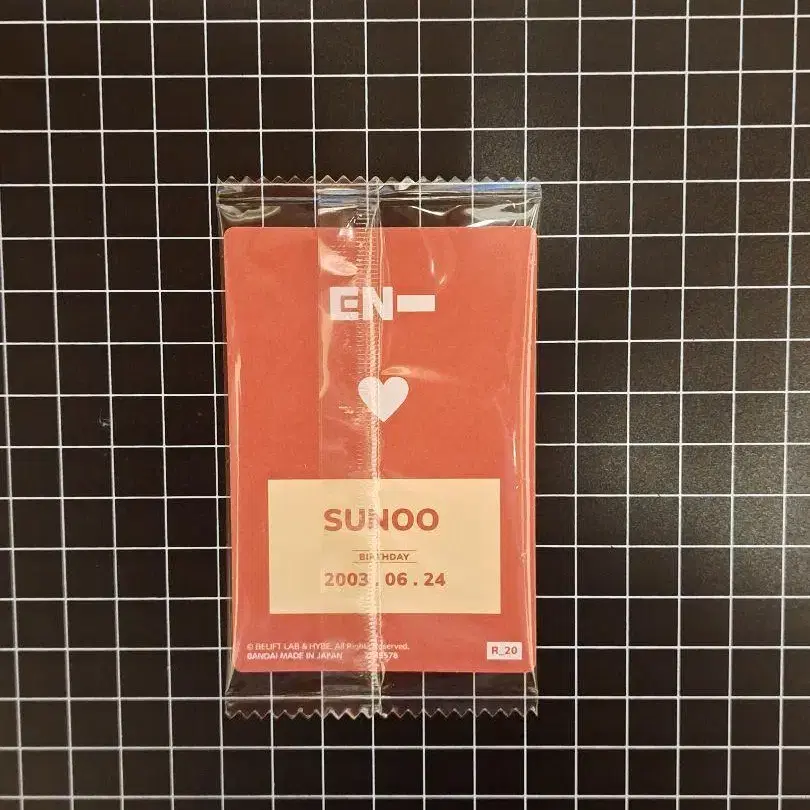 EN-
SUNOO
BIRTHDAY
2003.06.24
© BELIFT LAB & HYBE. All Rights Reserved.
BANDAI MADE IN JAPAN
R_20